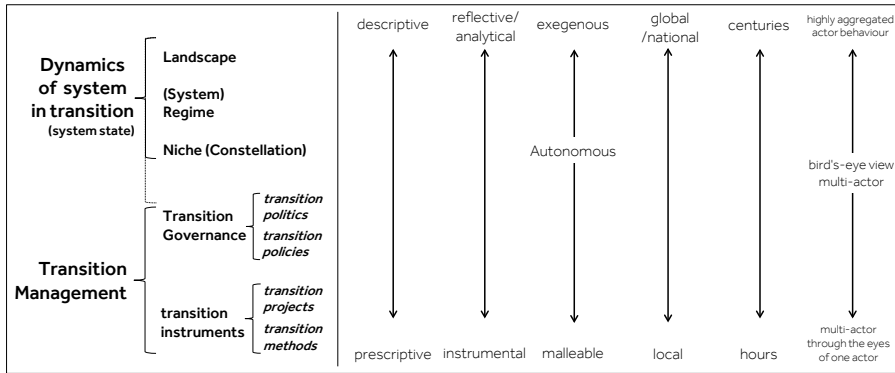 Dynamics
of system
in transition
(system state)
Landscape
(System)
Regime
Niche (Constellation)
Transition
Management
Transition
Governance
transition
politics
transition
policies
transition
instruments
transition
projects
transition
methods
descriptive
prescriptive
reflective/
analytical
instrumental
exegenous
Autonomous
malleable
global
/national
local
centuries
hours
highly aggregated
actor behaviour
bird's-eye view
multi-actor
multi-actor
through the eyes
of one actor